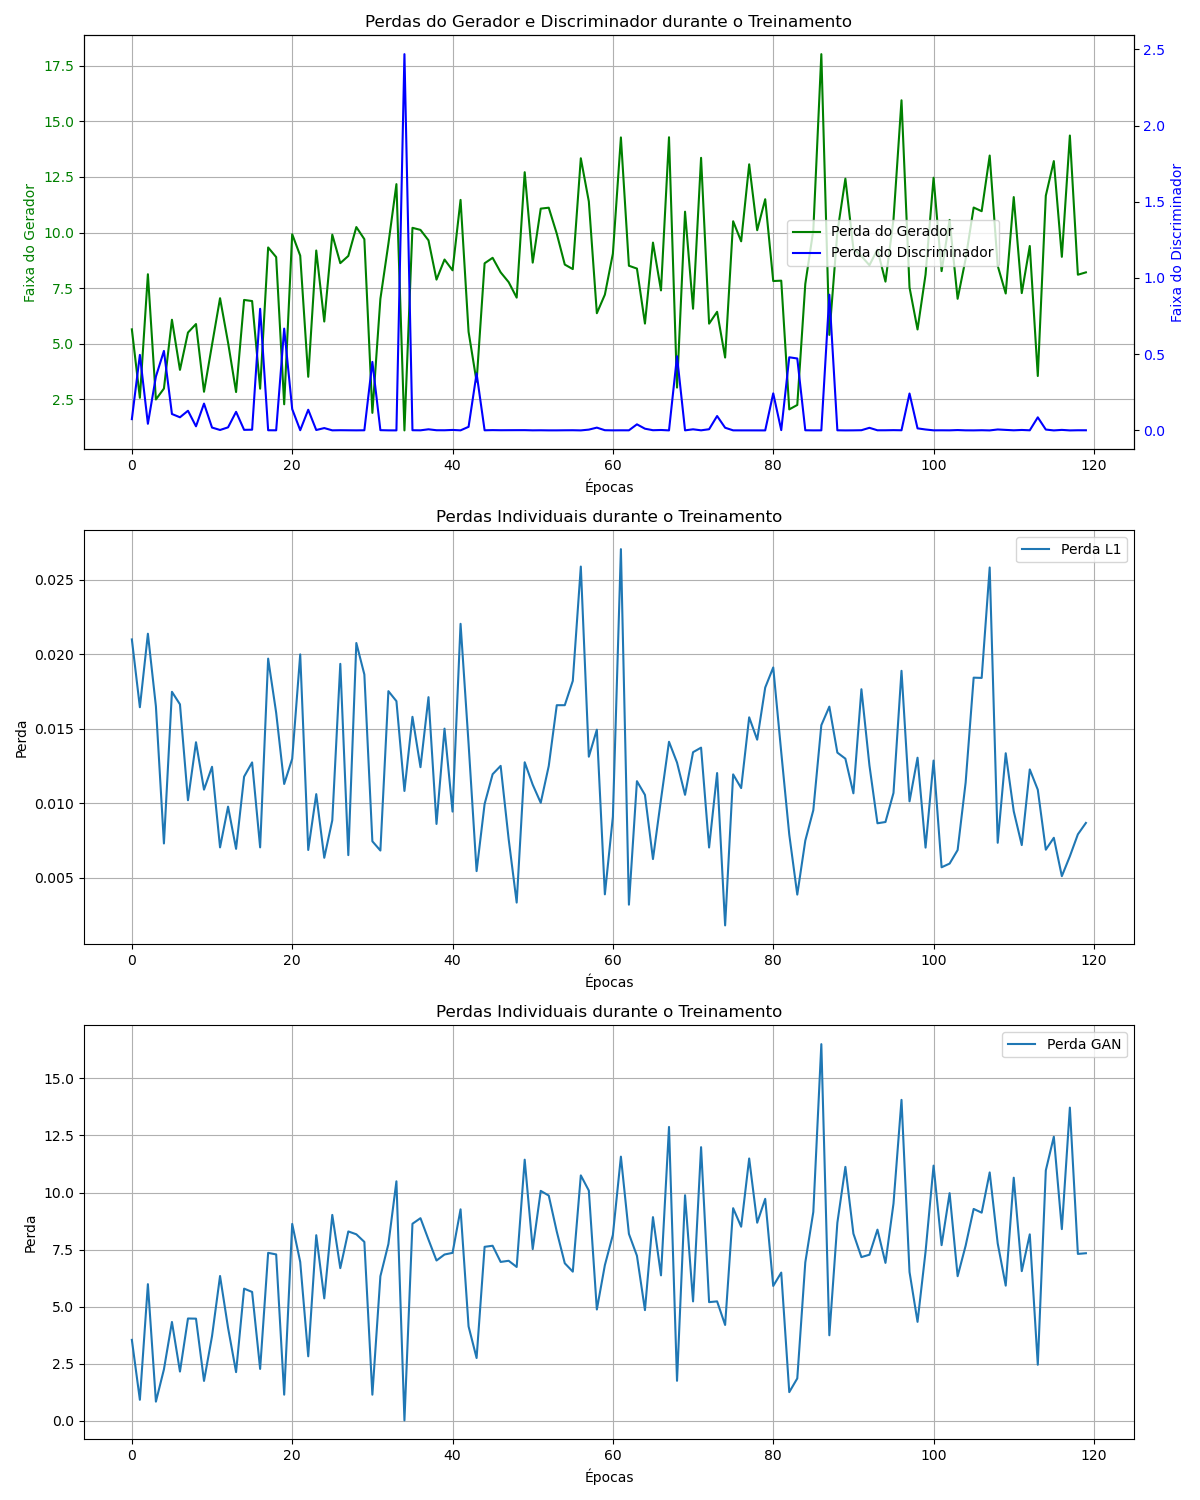 Perdas do Gerador e Discriminador durante o Treinamento
Faixa do Gerador
17.5
15.0
12.5
10.0
7.5
5.0
2.5
2.5
2.0
1.5
1.0
0.5
0.0
Faixa do Discriminador
Perda do Gerador
Perda do Discriminador
0 20 40 60 80 100 120
Épocas
Perdas Individuais durante o Treinamento
Perda
0.025
0.020
0.015
0.010
0.005
Perda L1
0 20 40 60 80 100 120
Épocas
Perdas Individuais durante o Treinamento
Perda
15.0
12.5
10.0
7.5
5.0
2.5
0.0
Perda GAN
0 20 40 60 80 100 120
Épocas